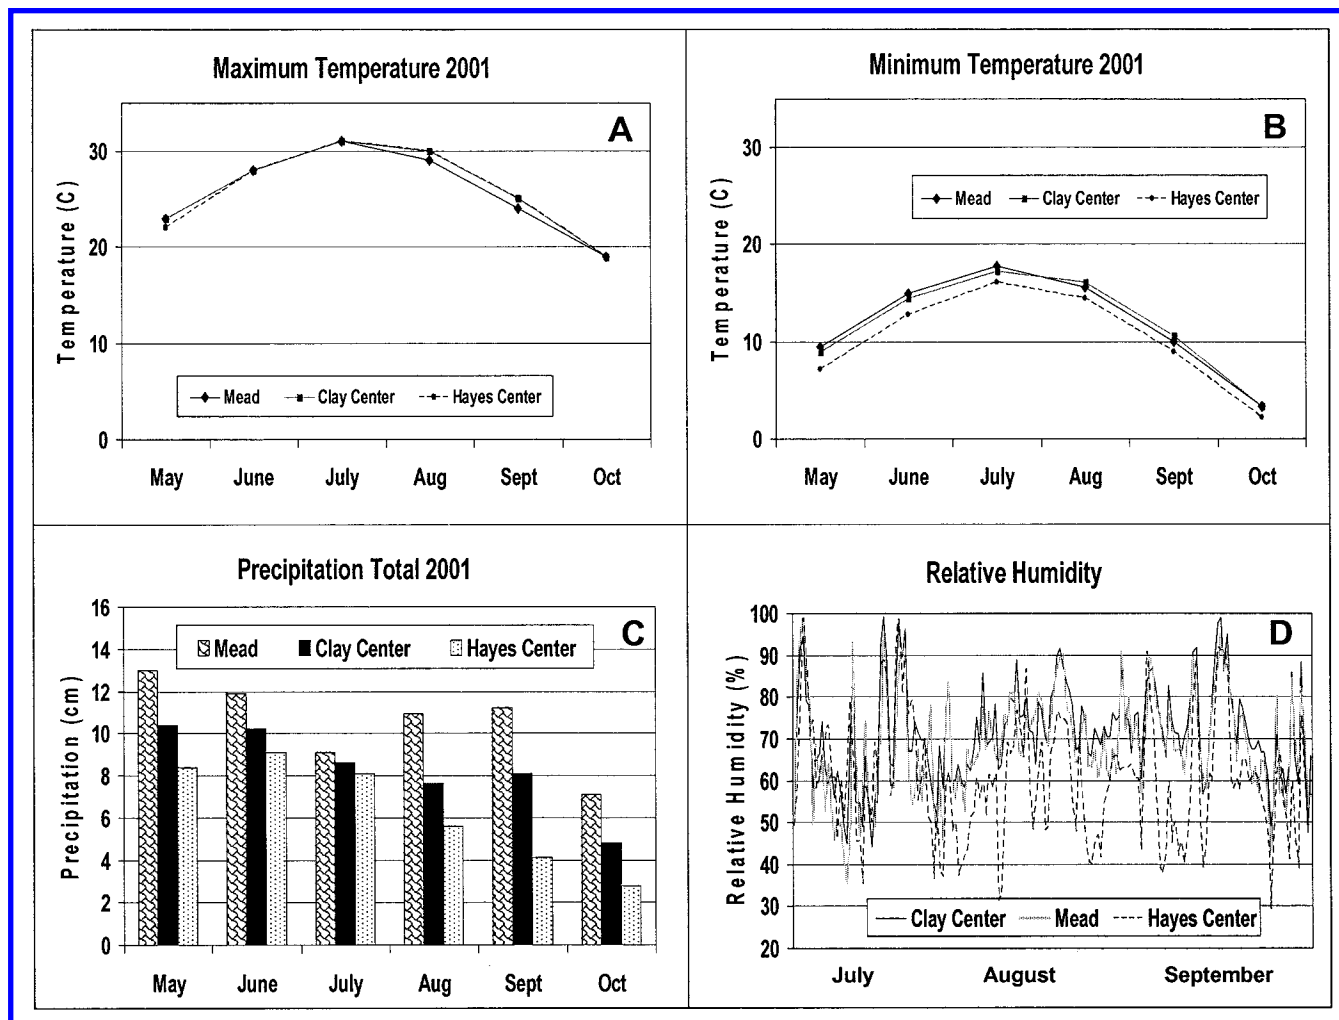 Maximum Temperature 2001
A
Temperature (C)
30
20
10
0
Mead Clay Center Hayes Center
May June July Aug Sept Oct
Minimum Temperature 2001
B
Temperature (C)
30
20
10
0
Mead Clay Center Hayes Center
May June July Aug Sept Oct
Precipitation Total 2001
C
Precipitation (cm)
16
14
12
10
8
6
4
2
0
Mead Clay Center Hayes Center
May June July Aug Sept Oct
Relative Humidity
D
Relative Humidity (%)
100
90
80
70
60
50
40
30
20
Clay Center Mead Hayes Center
July August September